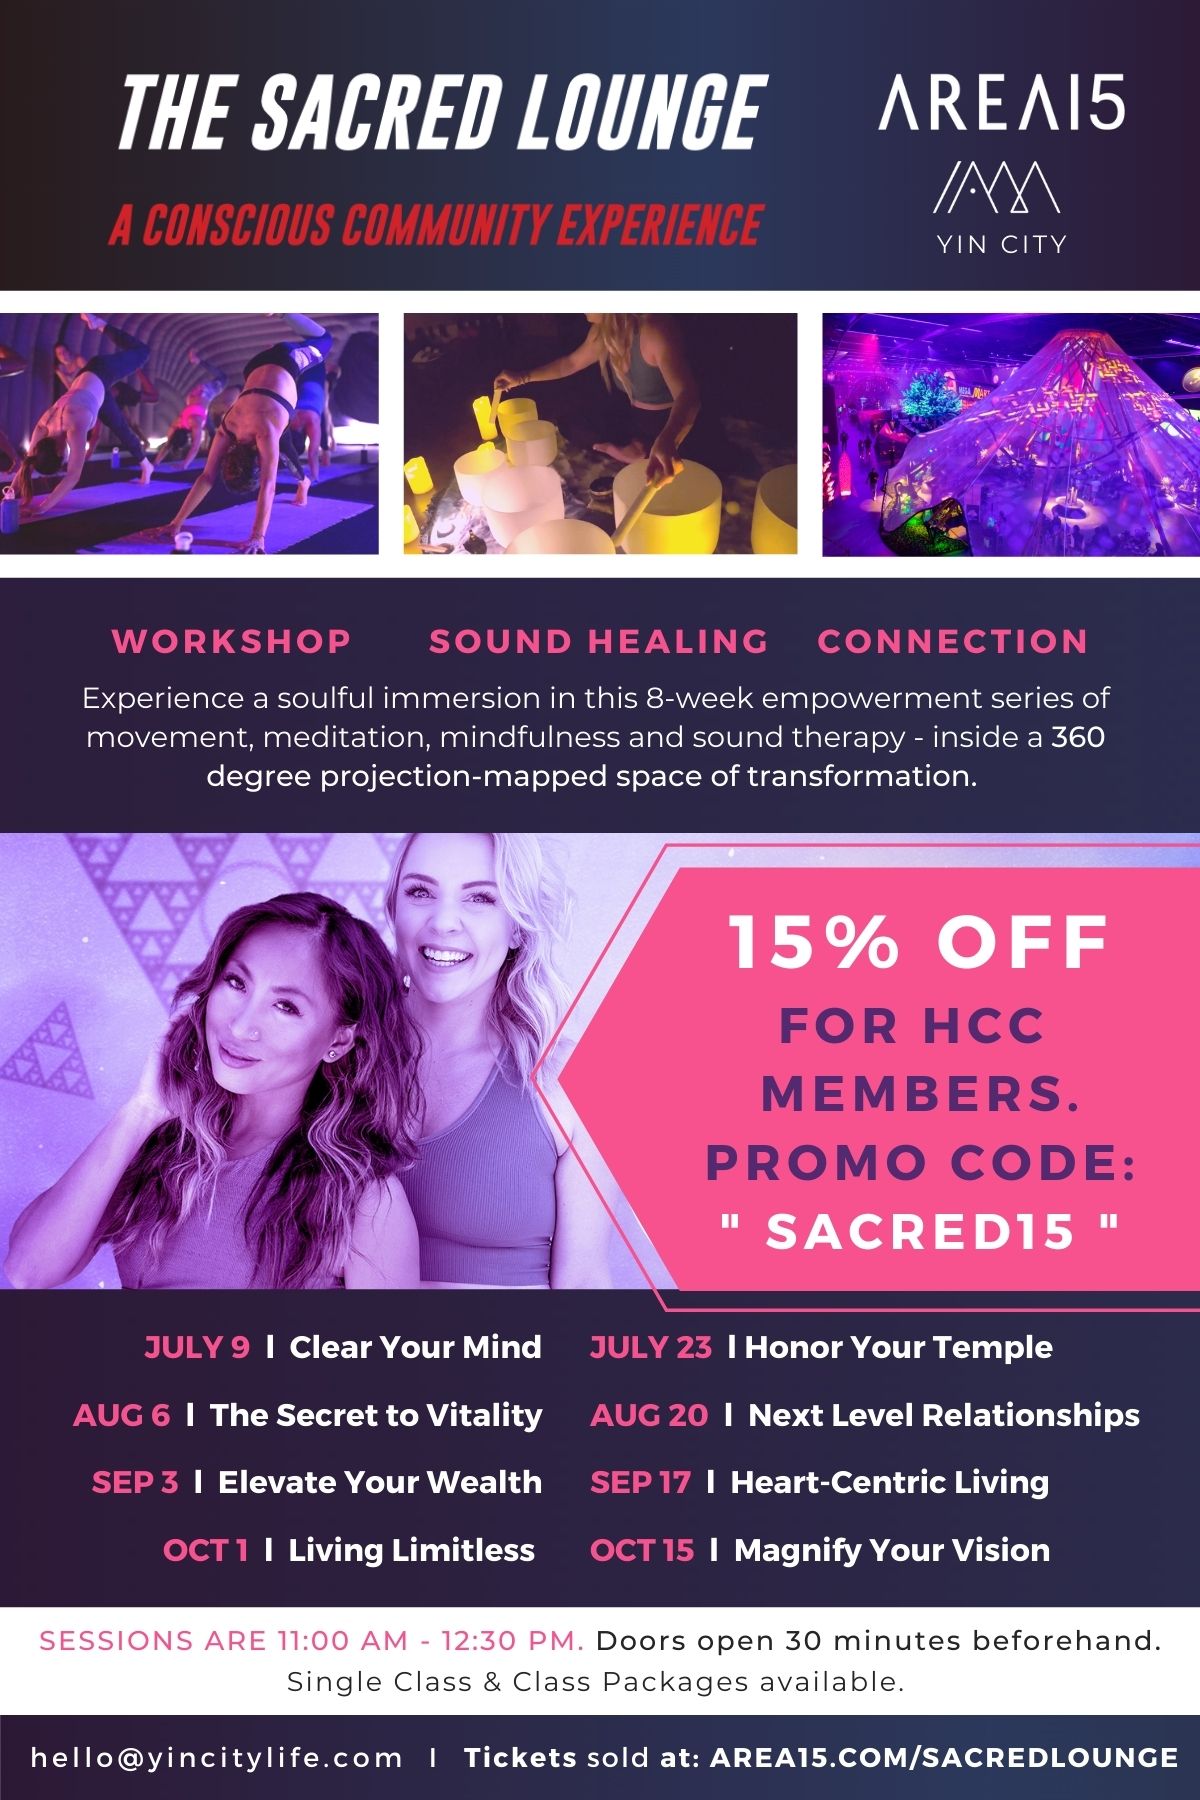 THE SACRED LOUNGE
A CONSCIOUS COMMUNITY EXPERIENCE
AREA15
YIN CITY
WORKSHOP
SOUND HEALING
CONNECTION
Experience a soulful immersion in this 8-week empowerment series of
movement, meditation, mindfulness and sound therapy - inside a 360
degree projection-mapped space of transformation.
15% OFF
FOR HCC
MEMBERS.
PROMO CODE:
" SACRED15 "
JULY 9 l Clear Your Mind
JULY 23 l Honor Your Temple
AUG 6 l The Secret to Vitality
AUG 20 l Next Level Relationships
SEP 3 l Elevate Your Wealth
SEP 17 l Heart-Centric Living
OCT 1 l Living Limitless
OCT 15 l Magnify Your Vision
SESSIONS ARE 11:00 AM - 12:30 PM. Doors open 30 minutes beforehand.
Single Class & Class Packages available.
hello@yincitylife.com l Tickets sold at: AREA15.COM/SACREDLOUNGE